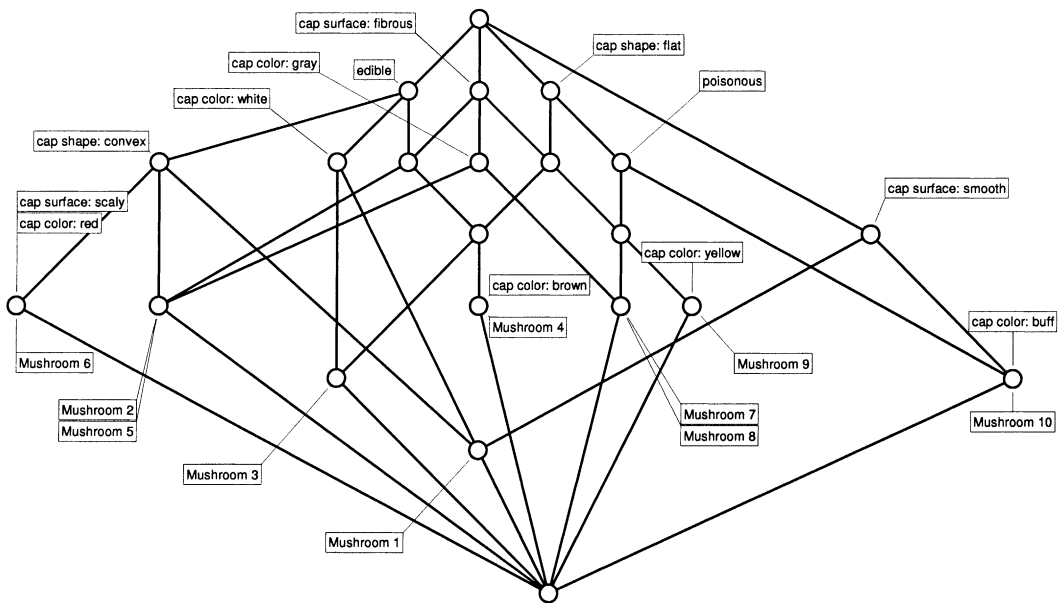 cap surface: fibrous
cap shape: flat
cap color: gray
edible
poisonous
cap color: white
cap shape: convex
cap surface: smooth
cap surface: scaly
cap color: red
cap color: yellow
cap color: brown
Mushroom 4
cap color: buff
Mushroom 6
Mushroom 9
Mushroom 2
Mushroom 5
Mushroom 7
Mushroom 8
Mushroom 10
Mushroom 3
Mushroom 1